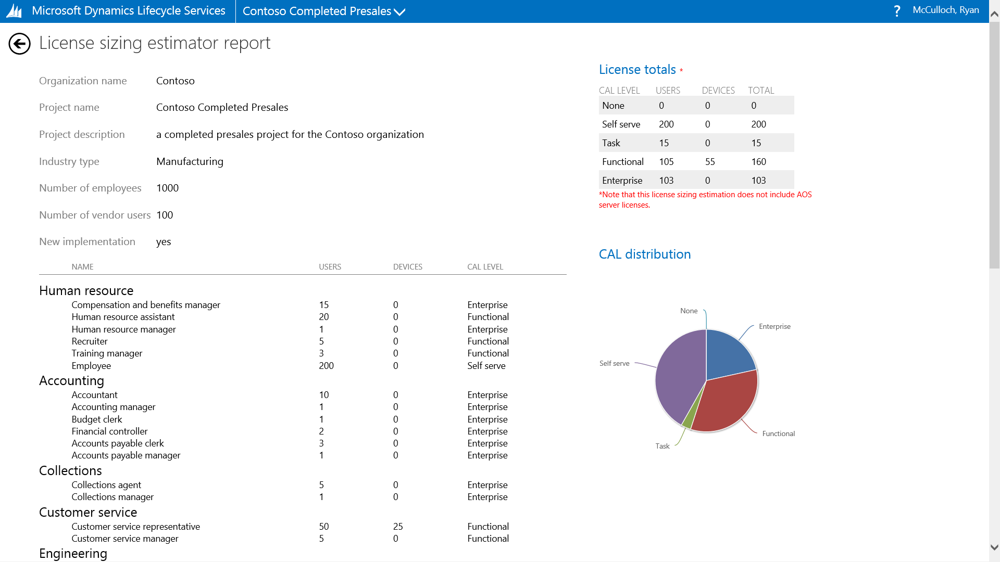 Microsoft Dynamics Lifecycle Services
Contoso Completed Presales
? McCulloch, Ryan
License sizing estimator report
Organization name Contoso
Project name Contoso Completed Presales
Project description a completed presales project for the Contoso organization
Industry type Manufacturing
Number of employees 1000
Number of vendor users 100
New implementation yes
NAME USERS DEVICES CAL LEVEL
Human resource
Compensation and benefits manager 15 0 Enterprise
Human resource assistant 20 0 Functional
Human resource manager 1 0 Enterprise
Recruiter 5 0 Functional
Training manager 3 0 Functional
Employee 200 0 Self serve
Accounting
Accountant 10 0 Enterprise
Accounting manager 1 0 Enterprise
Budget clerk 1 0 Enterprise
Financial controller 2 0 Enterprise
Accounts payable clerk 3 0 Enterprise
Accounts payable manager 1 0 Enterprise
Collections
Collections agent 5 0 Enterprise
Collections manager 1 0 Enterprise
Customer service
Customer service representative 50 25 Functional
Customer service manager 5 0 Functional
Engineering
License totals *
CAL LEVEL USERS DEVICES TOTAL
None 0 0 0
Self serve 200 0 200
Task 15 0 15
Functional 105 55 160
Enterprise 103 0 103
*Note that this license sizing estimation does not include AOS
server licenses.
CAL distribution
None
Enterprise
Self serve
Functional
Task